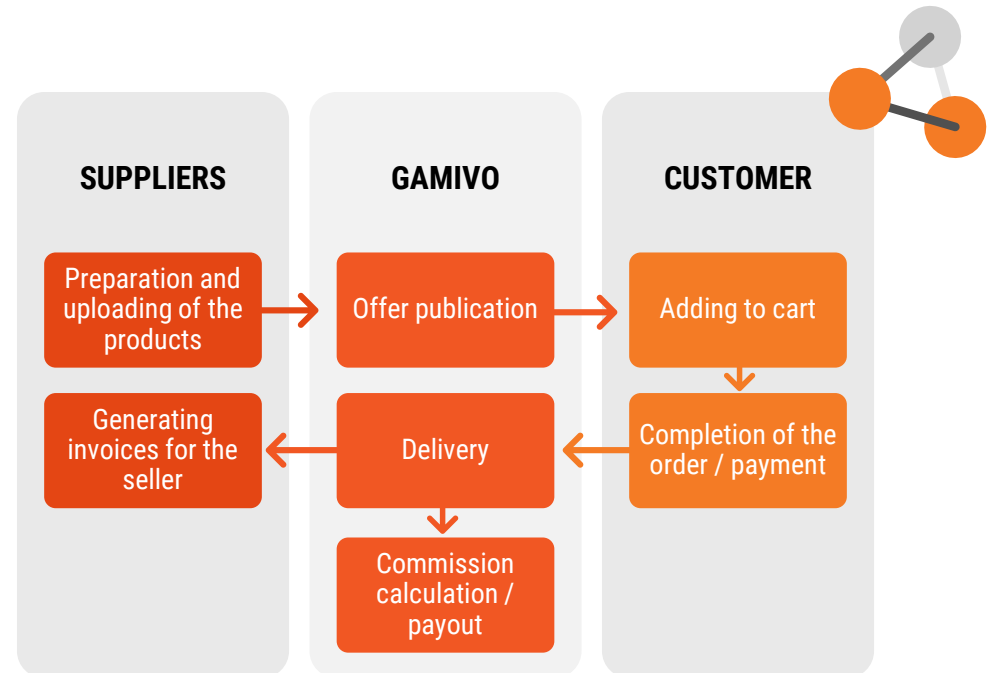 SUPPLIERS
GAMIVO
CUSTOMER
Preparation and
uploading of the
products
Offer publication
Adding to cart
Generating
invoices for the
seller
Delivery
Completion of the
order / payment
Commission
calculation /
payout